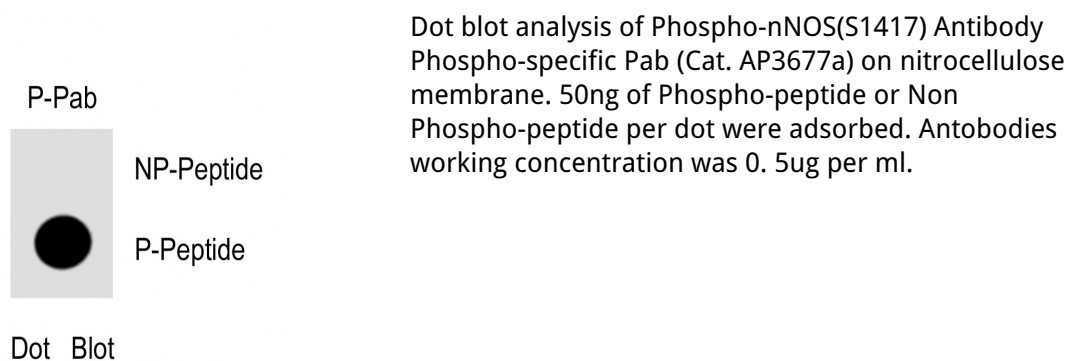 P-Pab
NP-Peptide
P-Peptide
Dot Blot
Dot blot analysis of Phospho-nNOS(S1417) Antibody
Phospho-specific Pab (Cat. AP3677a) on nitrocellulose
membrane. 50ng of Phospho-peptide or Non
Phospho-peptide per dot were adsorbed. Antobodies
working concentration was 0. 5ug per ml.